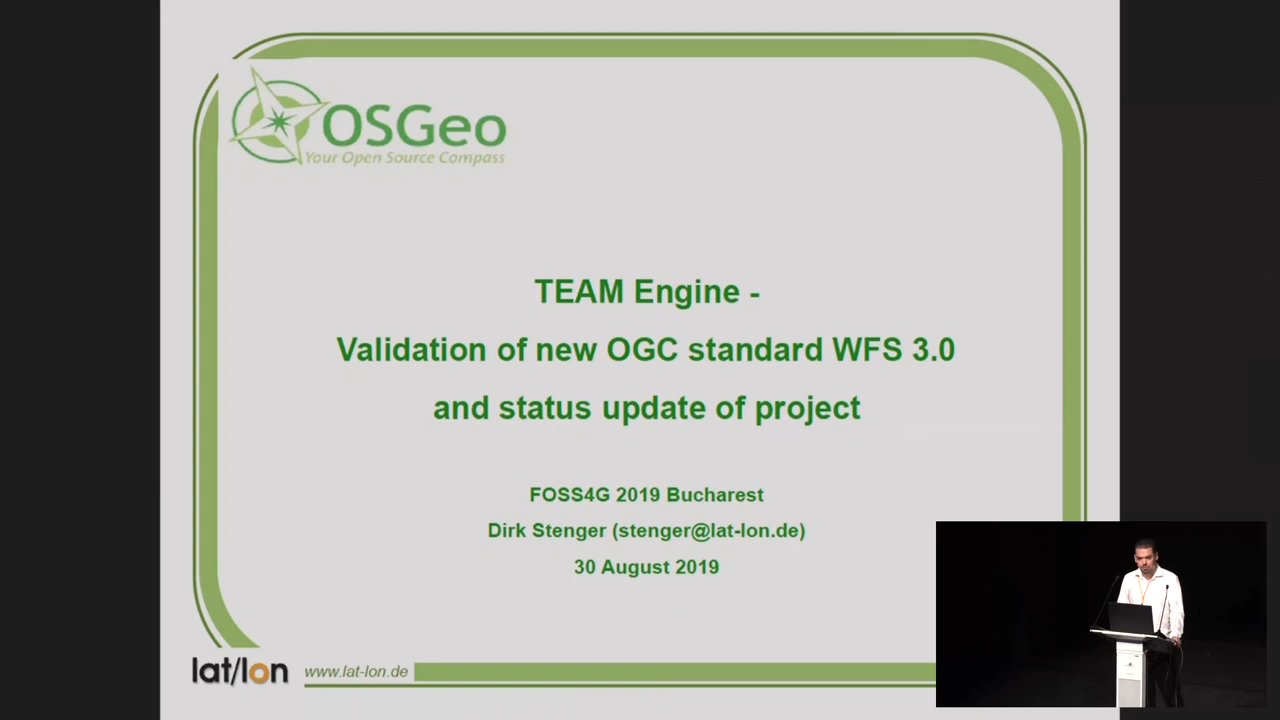 OSGeo
Your Open Source Compass
TEAM Engine -
Validation of new OGC standard WFS 3.0
and status update of project
FOSS4G 2019 Bucharest
Dirk Stenger (stenger@lat-lon.de)
30 August 2019
lat/lon
www.lat-lon.de